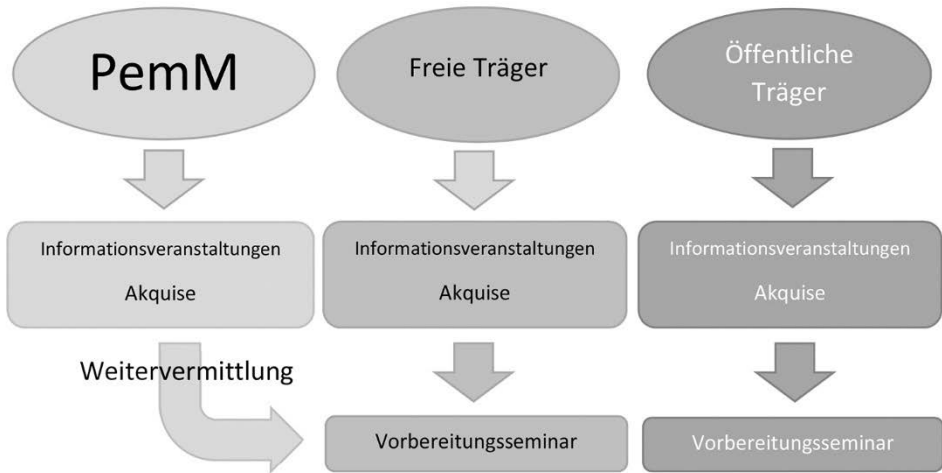 PemM
Freie Träger
Öffentliche
Träger
Informationsveranstaltungen
Akquise
Informationsveranstaltungen
Akquise
Informationsveranstaltungen
Akquise
Weitervermittlung
Vorbereitungsseminar
Vorbereitungsseminar